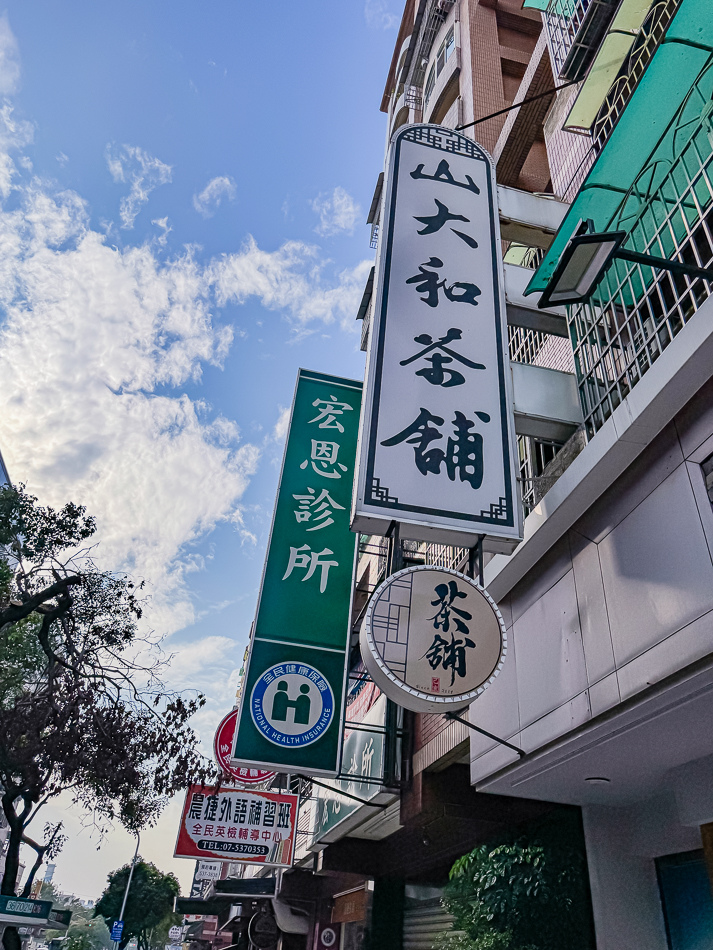 山大和茶舖
茶舖
宏恩診所
全民健康保險
NATIONAL HEALTH INSURANCE
農捷外語補習班
全民英檢輔導中心
TEL:07-5370353